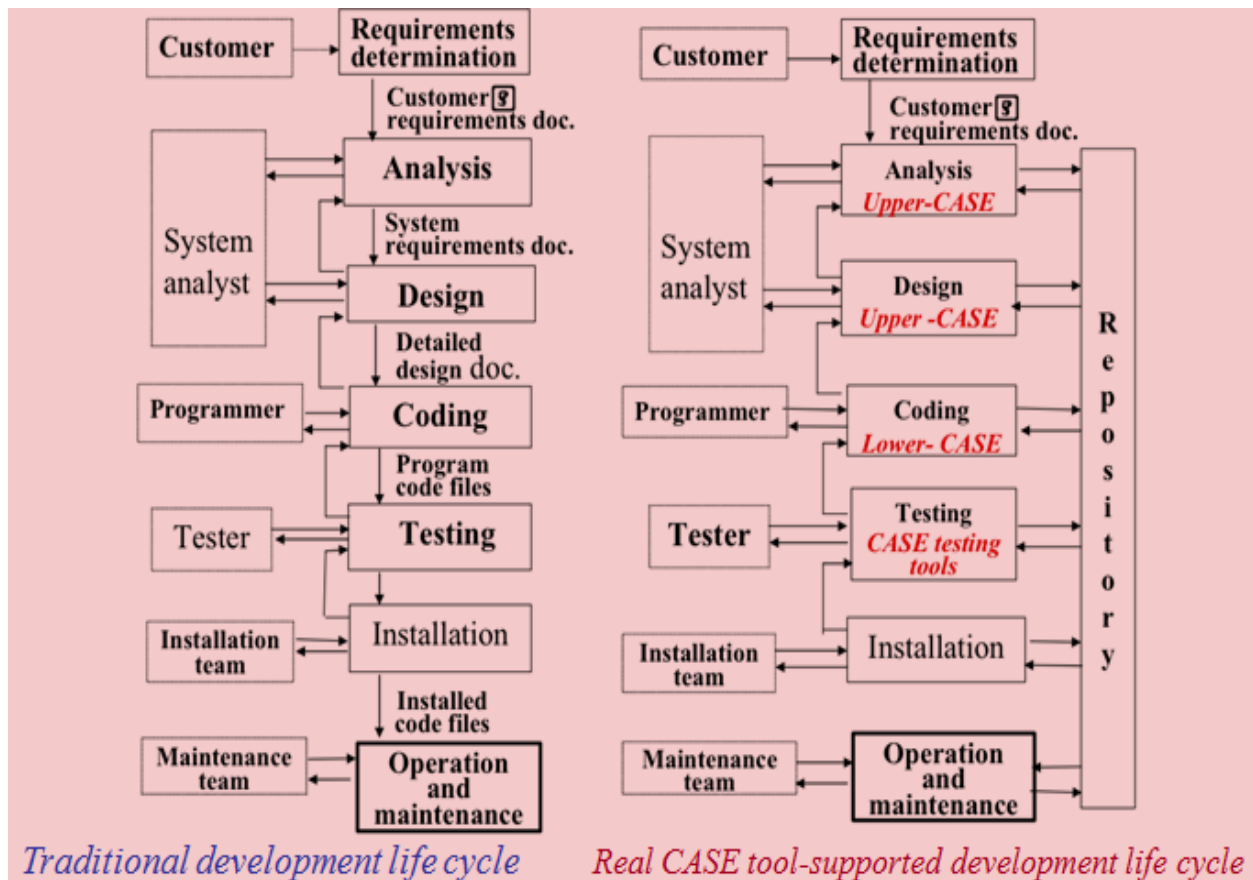 Customer
Requirements
determination
Customer
requirements doc.
Analysis
System
analyst
System
requirements doc.
Design
Detailed
design doc.
Programmer
Coding
Program
code files
Tester
Testing
Installation
team
Installation
Installed
code files
Maintenance
team
Operation
and
maintenance
Traditional development life cycle
Customer
Requirements
determination
Customer
requirements doc.
Analysis
Upper-CASE
System
analyst
Design
Upper -CASE
Programmer
Coding
Lower- CASE
Tester
Testing
CASE testing
tools
Installation
team
Installation
Maintenance
team
Operation
and
maintenance
R
e
p
o
s
i
t
o
r
y
Real CASE tool-supported development life cycle